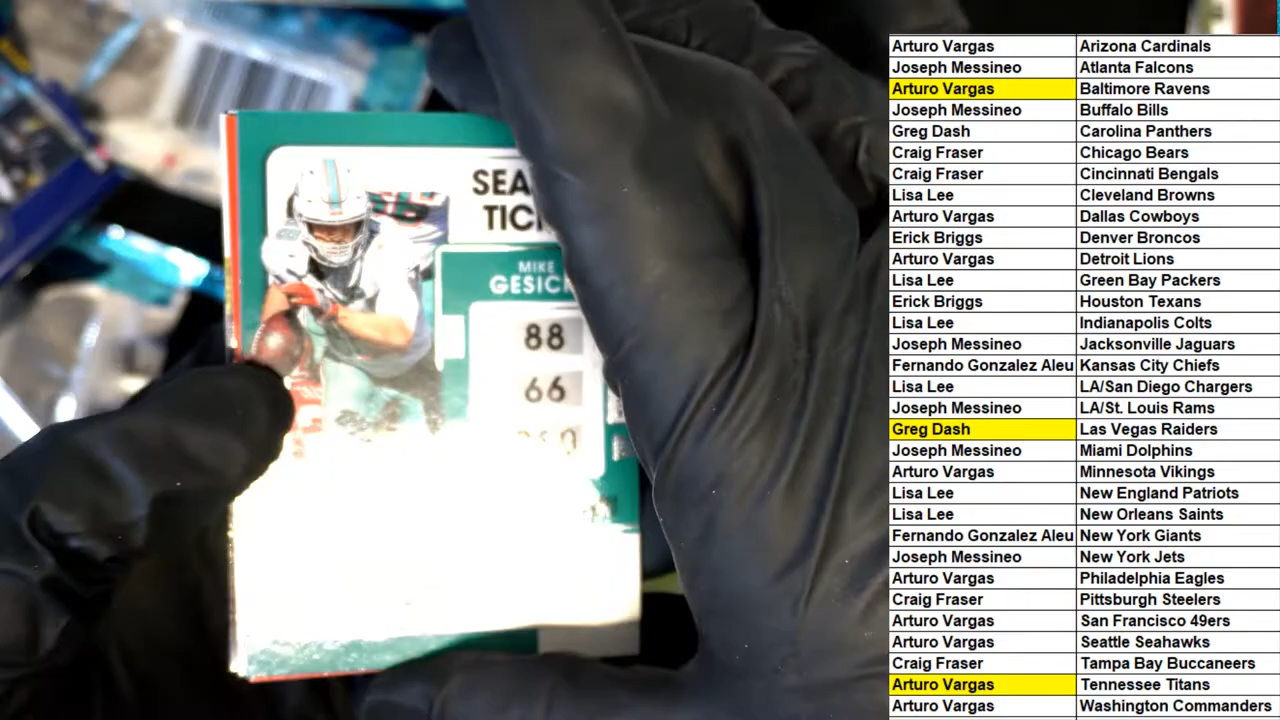 SEA
TICK
MIKE
GESICK
88
66
Arturo Vargas Arizona Cardinals
Joseph Messineo Atlanta Falcons
Arturo Vargas Baltimore Ravens
Joseph Messineo Buffalo Bills
Greg Dash Carolina Panthers
Craig Fraser Chicago Bears
Craig Fraser Cincinnati Bengals
Lisa Lee Cleveland Browns
Arturo Vargas Dallas Cowboys
Erick Briggs Denver Broncos
Arturo Vargas Detroit Lions
Lisa Lee Green Bay Packers
Erick Briggs Houston Texans
Lisa Lee Indianapolis Colts
Joseph Messineo Jacksonville Jaguars
Fernando Gonzalez Aleu Kansas City Chiefs
Lisa Lee LA/San Diego Chargers
Joseph Messineo LA/St. Louis Rams
Greg Dash Las Vegas Raiders
Joseph Messineo Miami Dolphins
Arturo Vargas Minnesota Vikings
Lisa Lee New England Patriots
Lisa Lee New Orleans Saints
Fernando Gonzalez Aleu New York Giants
Joseph Messineo New York Jets
Arturo Vargas Philadelphia Eagles
Craig Fraser Pittsburgh Steelers
Arturo Vargas San Francisco 49ers
Arturo Vargas Seattle Seahawks
Craig Fraser Tampa Bay Buccaneers
Arturo Vargas Tennessee Titans
Arturo Vargas Washington Commanders